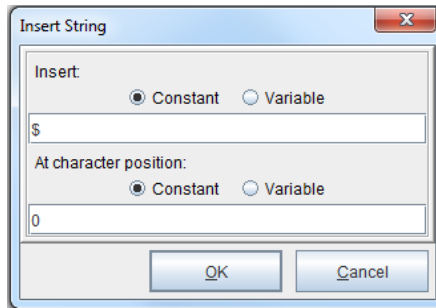 Insert String
Insert:
Constant Variable
$
At character position:
Constant Variable
0
OK Cancel